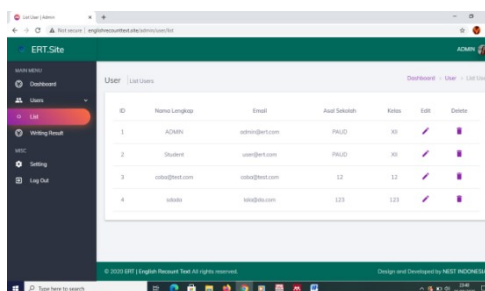 List User | Admin
Not secure | englishrecounttext.site/admin/user/list
ERT.Site
ADMIN
MAIN MENU
Dashboard
Users
List
Writing Result
MISC
Setting
Log Out
User List Users
Dashboard User List User
ID Nama Lengkap Email Asal Sekolah Kelas Edit Delete
1 ADMIN admin@ert.com PAUD XII
2 Student user@ert.com PAUD XII
3 coba@test.com coba@test.com 12 12
4 123 123
© 2020 ERT | English Recount Text All rights reserved.
Design and Developed by NEST INDONESIA
Type here to search